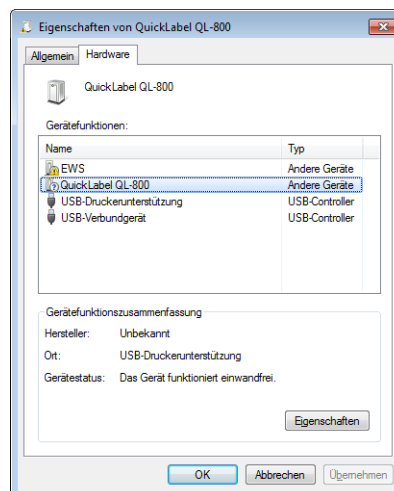 Eigenschaften von QuickLabel QL-800
Allgemein Hardware
QuickLabel QL-800
Gerätefunktionen:
Name Typ
EWS Andere Geräte
QuickLabel QL-800 Andere Geräte
USB-Druckerunterstützung USB-Controller
USB-Verbundgerät USB-Controller
Gerätefunktionszusammenfassung
Hersteller: Unbekannt
Ort: USB-Druckerunterstützung
Gerätestatus: Das Gerät funktioniert einwandfrei.
Eigenschaften
OK Abbrechen Übernehmen